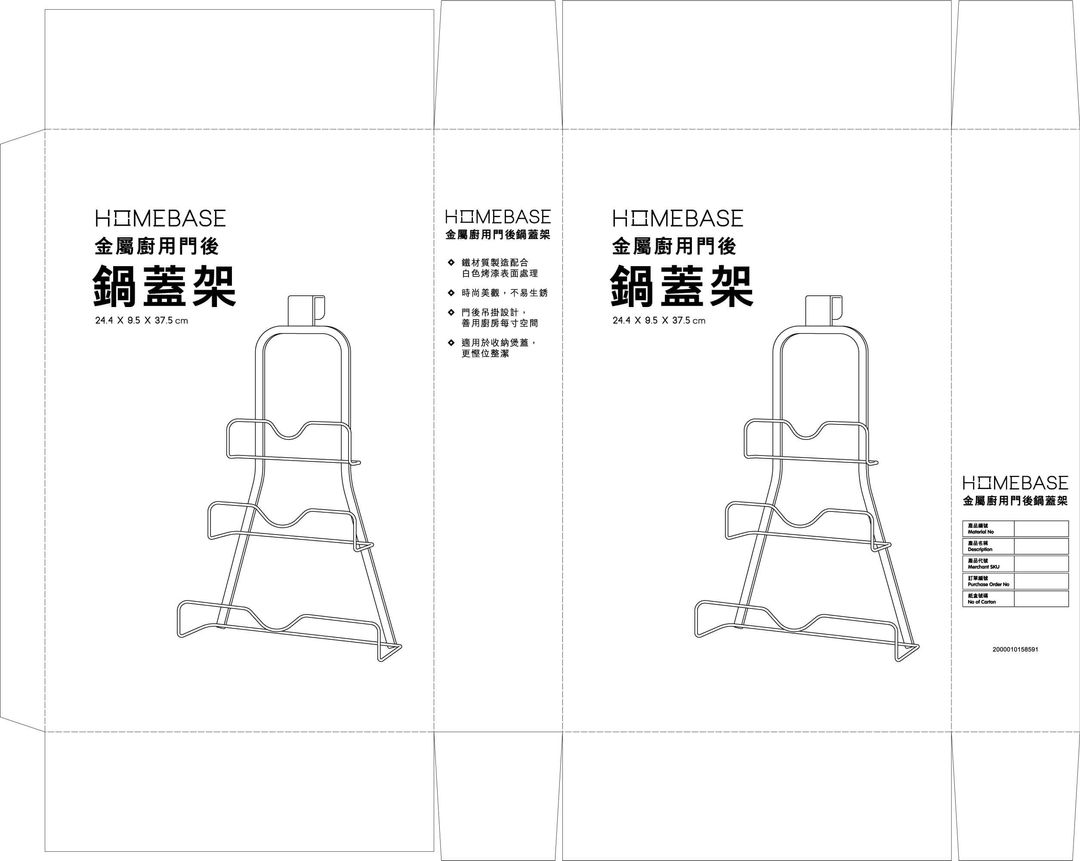 HOMEBASE
金屬廚用門後
鍋蓋架
24.4 X 9.5 X 37.5 cm
HOMEBASE
金屬廚用門後鍋蓋架
鐵材質製造配合
白色烤漆表面處理
時尚美觀，不易生銹
門後吊掛設計，
善用廚房每寸空間
適用於收納煲蓋，
更慳位整潔
HOMEBASE
金屬廚用門後
鍋蓋架
24.4 X 9.5 X 37.5 cm
HOMEBASE
金屬廚用門後鍋蓋架
產品編號
Material No
產品名稱
Description
產品代號
Merchant SKU
訂單編號
Purchase Order No
紙盒號碼
No of Carton
2000010158591